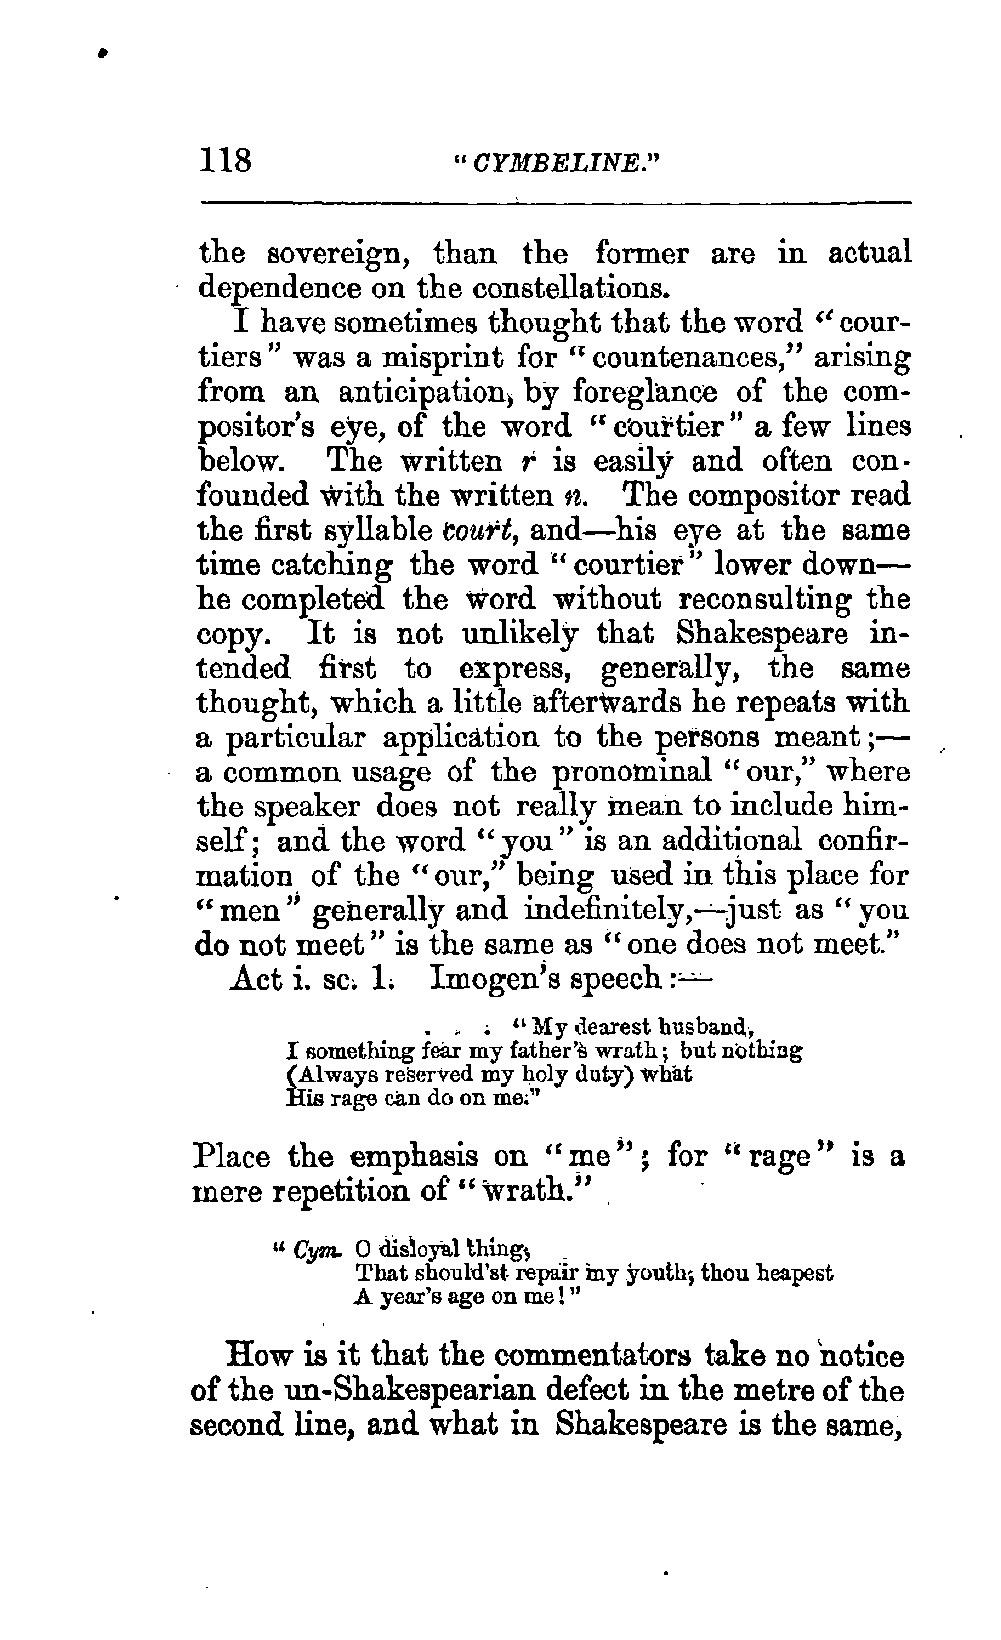 118 "CYMBELINE."
the sovereign, than the former are in actual
dependence on the constellations.
I have sometimes thought that the word "cour-
tiers" was a misprint for "countenances," arising
from an anticipation, by foreglance of the com-
positor's eye, of the word "courtier" a few lines
below. The written r is easily and often con-
founded with the written n. The compositor read
the first syllable court, and—his eye at the same
time catching the word "courtier" lower down—
he completed the word without reconsulting the
copy. It is not unlikely that Shakespeare in-
tended first to express, generally, the same
thought, which a little afterwards he repeats with
a particular application to the persons meant;—
a common usage of the pronominal "our," where
the speaker does not really mean to include him-
self; and the word "you" is an additional confir-
mation of the "our," being used in this place for
"men" generally and indefinitely,—just as "you
do not meet" is the same as "one does not meet."
Act i. sc. 1. Imogen's speech:—
. . . "My dearest husband,
I something fear my father's wrath; but nothing
(Always reserved my holy duty) what
His rage can do on me."
Place the emphasis on "me"; for "rage" is a
mere repetition of "wrath."
"Cym. O disloyal thing,
That should'st repair my youth, thou heapest
A year's age on me!"
How is it that the commentators take no notice
of the un-Shakespearian defect in the metre of the
second line, and what in Shakespeare is the same,